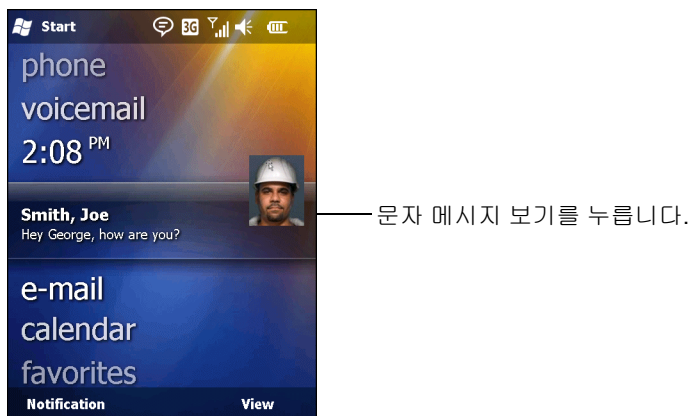 Start
3G
phone
voicemail
2:08 PM
Smith, Joe
Hey George, how are you?
문자 메시지 보기를 누릅니다.
e-mail
calendar
favorites
Notification View